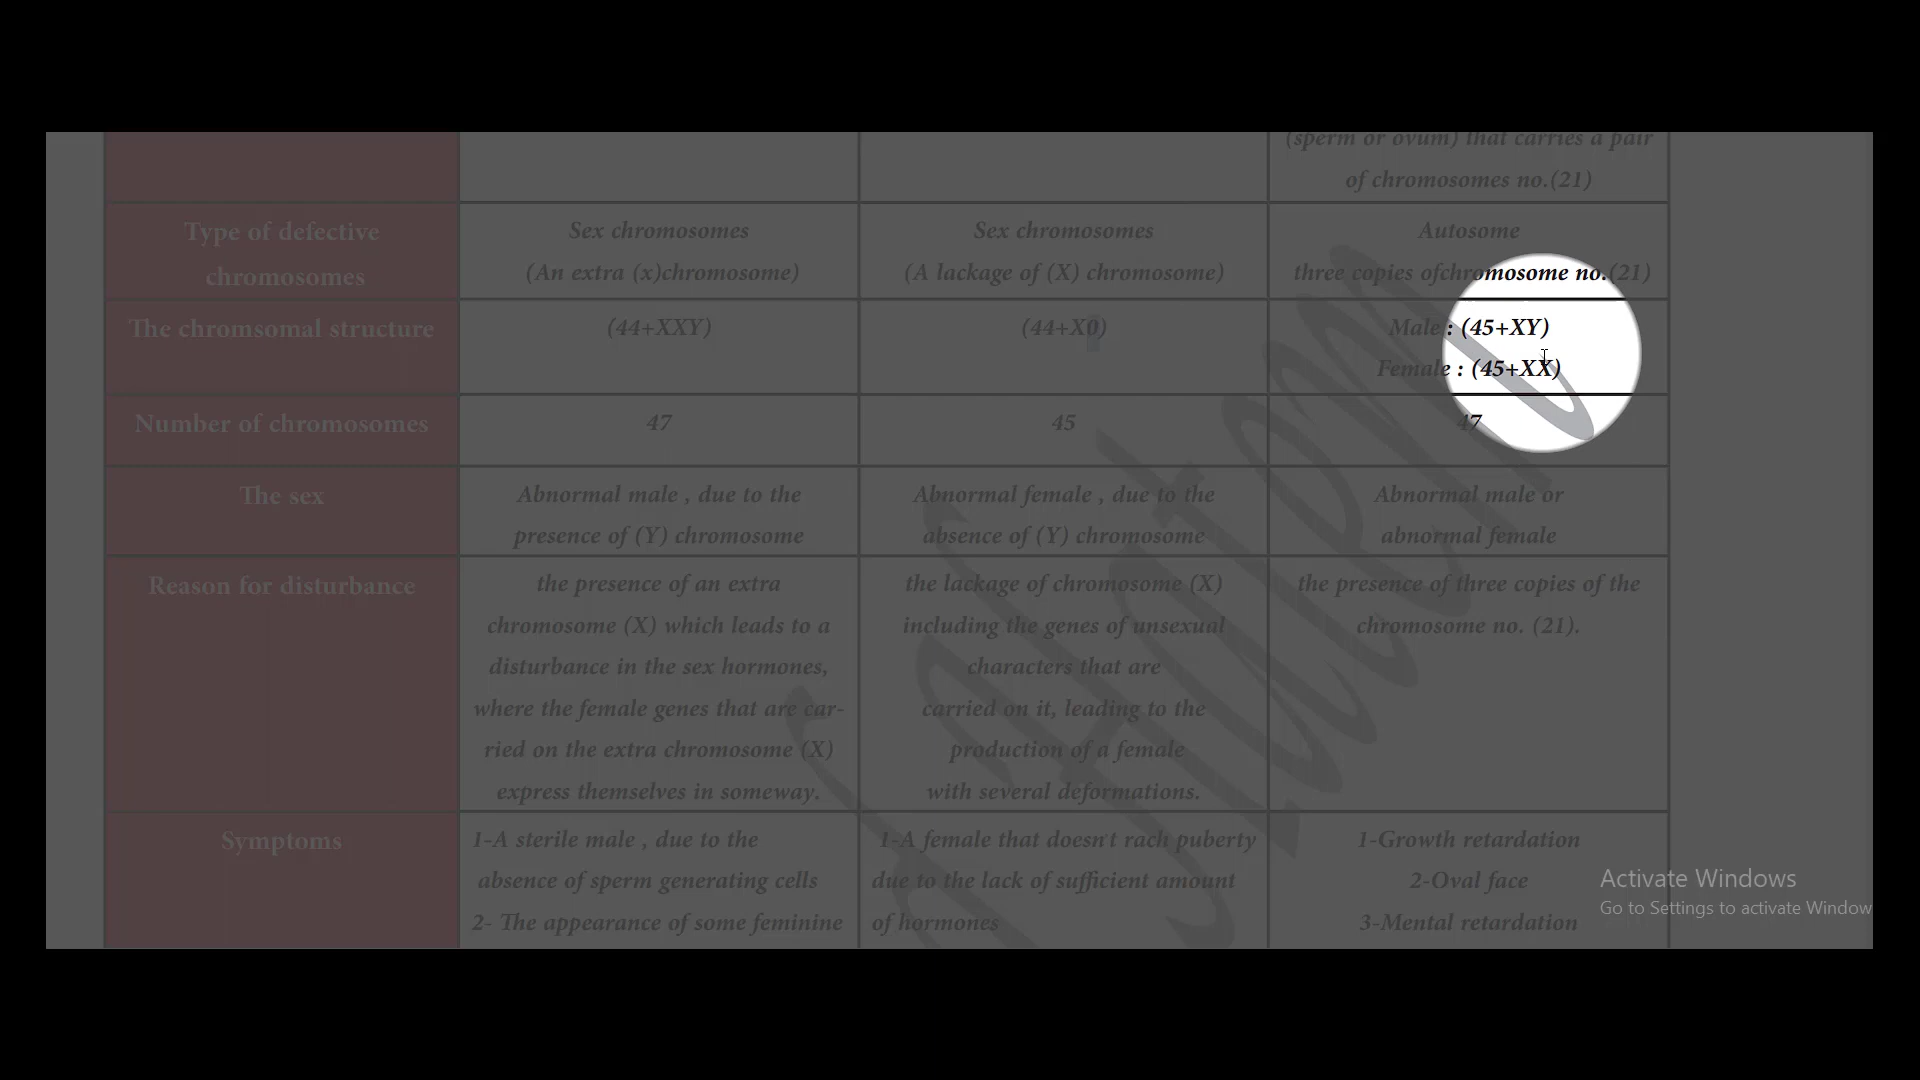 (sperm or ovum) that carries a pair
of chromosomes no.(21)
Type of defective
chromosomes
Sex chromosomes
(An extra (x)chromosome)
Sex chromosomes
(A lackage of (X) chromosome)
Autosome
three copies ofchromosome no.(21)
The chromsomal structure
(44+XXY)
(44+X0)
Male : (45+XY)
Female : (45+XX)
Number of chromosomes
47
45
47
The sex
Abnormal male , due to the
presence of (Y) chromosome
Abnormal female , due to the
absence of (Y) chromosome
Abnormal male or
abnormal female
Reason for disturbance
the presence of an extra
chromosome (X) which leads to a
disturbance in the sex hormones,
where the female genes that are car-
ried on the extra chromosome (X)
express themselves in someway.
the lackage of chromosome (X)
including the genes of unsexual
characters that are
carried on it, leading to the
production of a female
with several deformations.
the presence of three copies of the
chromosome no. (21).
Symptoms
1-A sterile male , due to the
absence of sperm generating cells
2- The appearance of some feminine
1-A female that doesn't rach puberty
due to the lack of sufficient amount
of hormones
1-Growth retardation
2-Oval face
3-Mental retardation
Activate Windows
Go to Settings to activate Window